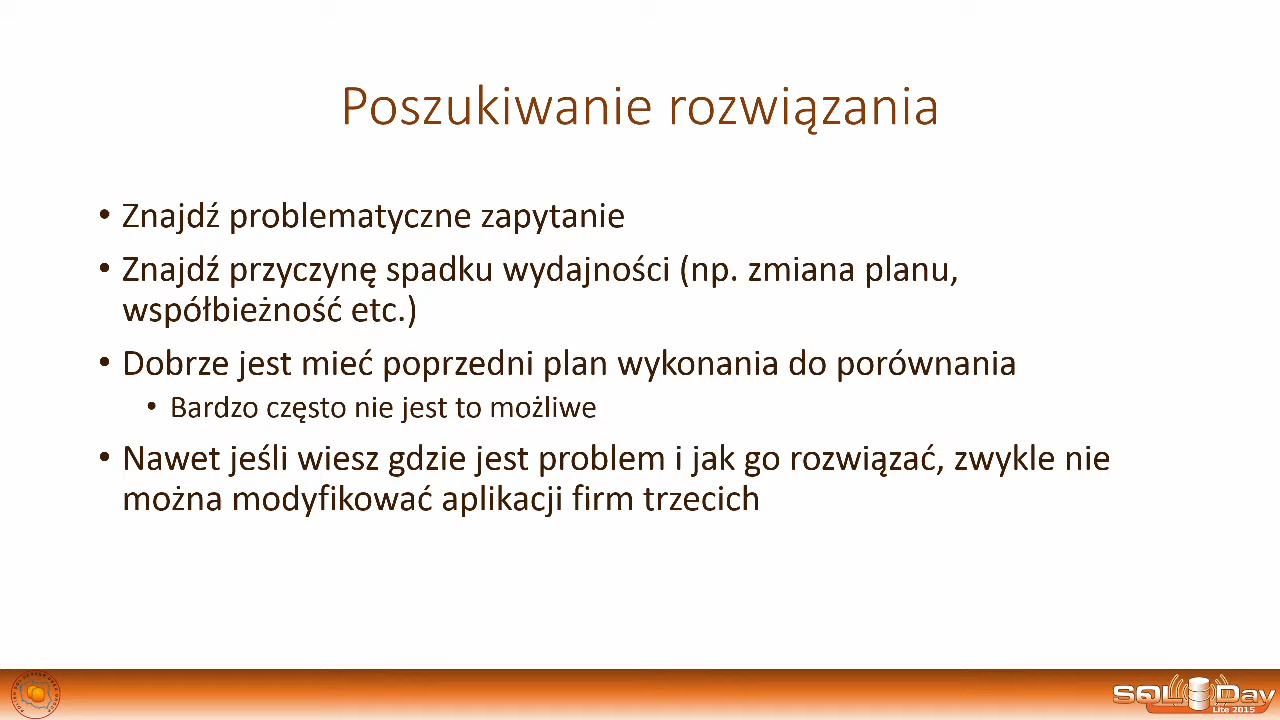 Poszukiwanie rozwiązania
• Znajdź problematyczne zapytanie
• Znajdź przyczynę spadku wydajności (np. zmiana planu,
współbieżność etc.)
• Dobrze jest mieć poprzedni plan wykonania do porównania
• Bardzo często nie jest to możliwe
• Nawet jeśli wiesz gdzie jest problem i jak go rozwiązać, zwykle nie
można modyfikować aplikacji firm trzecich
SQL Day
Lite 2015